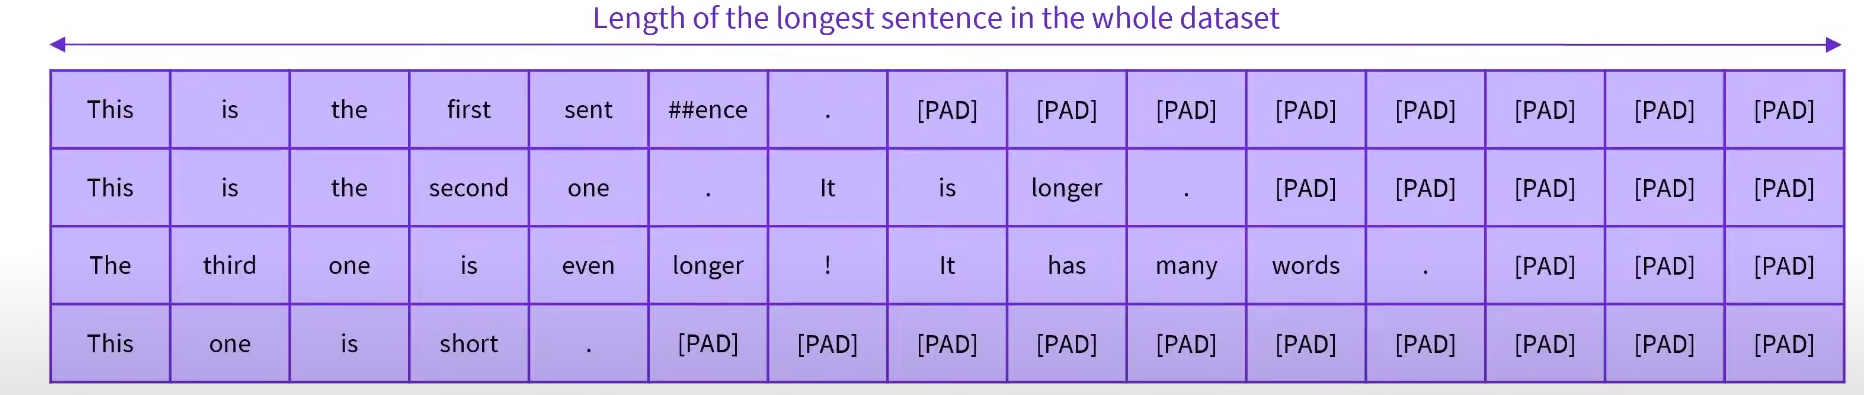 Length of the longest sentence in the whole dataset
This is the first sent ##ence . [PAD] [PAD] [PAD] [PAD] [PAD] [PAD] [PAD] [PAD]
This is the second one . It is longer . [PAD] [PAD] [PAD] [PAD] [PAD]
The third one is even longer ! It has many words . [PAD] [PAD] [PAD]
This one is short . [PAD] [PAD] [PAD] [PAD] [PAD] [PAD] [PAD] [PAD] [PAD] [PAD]